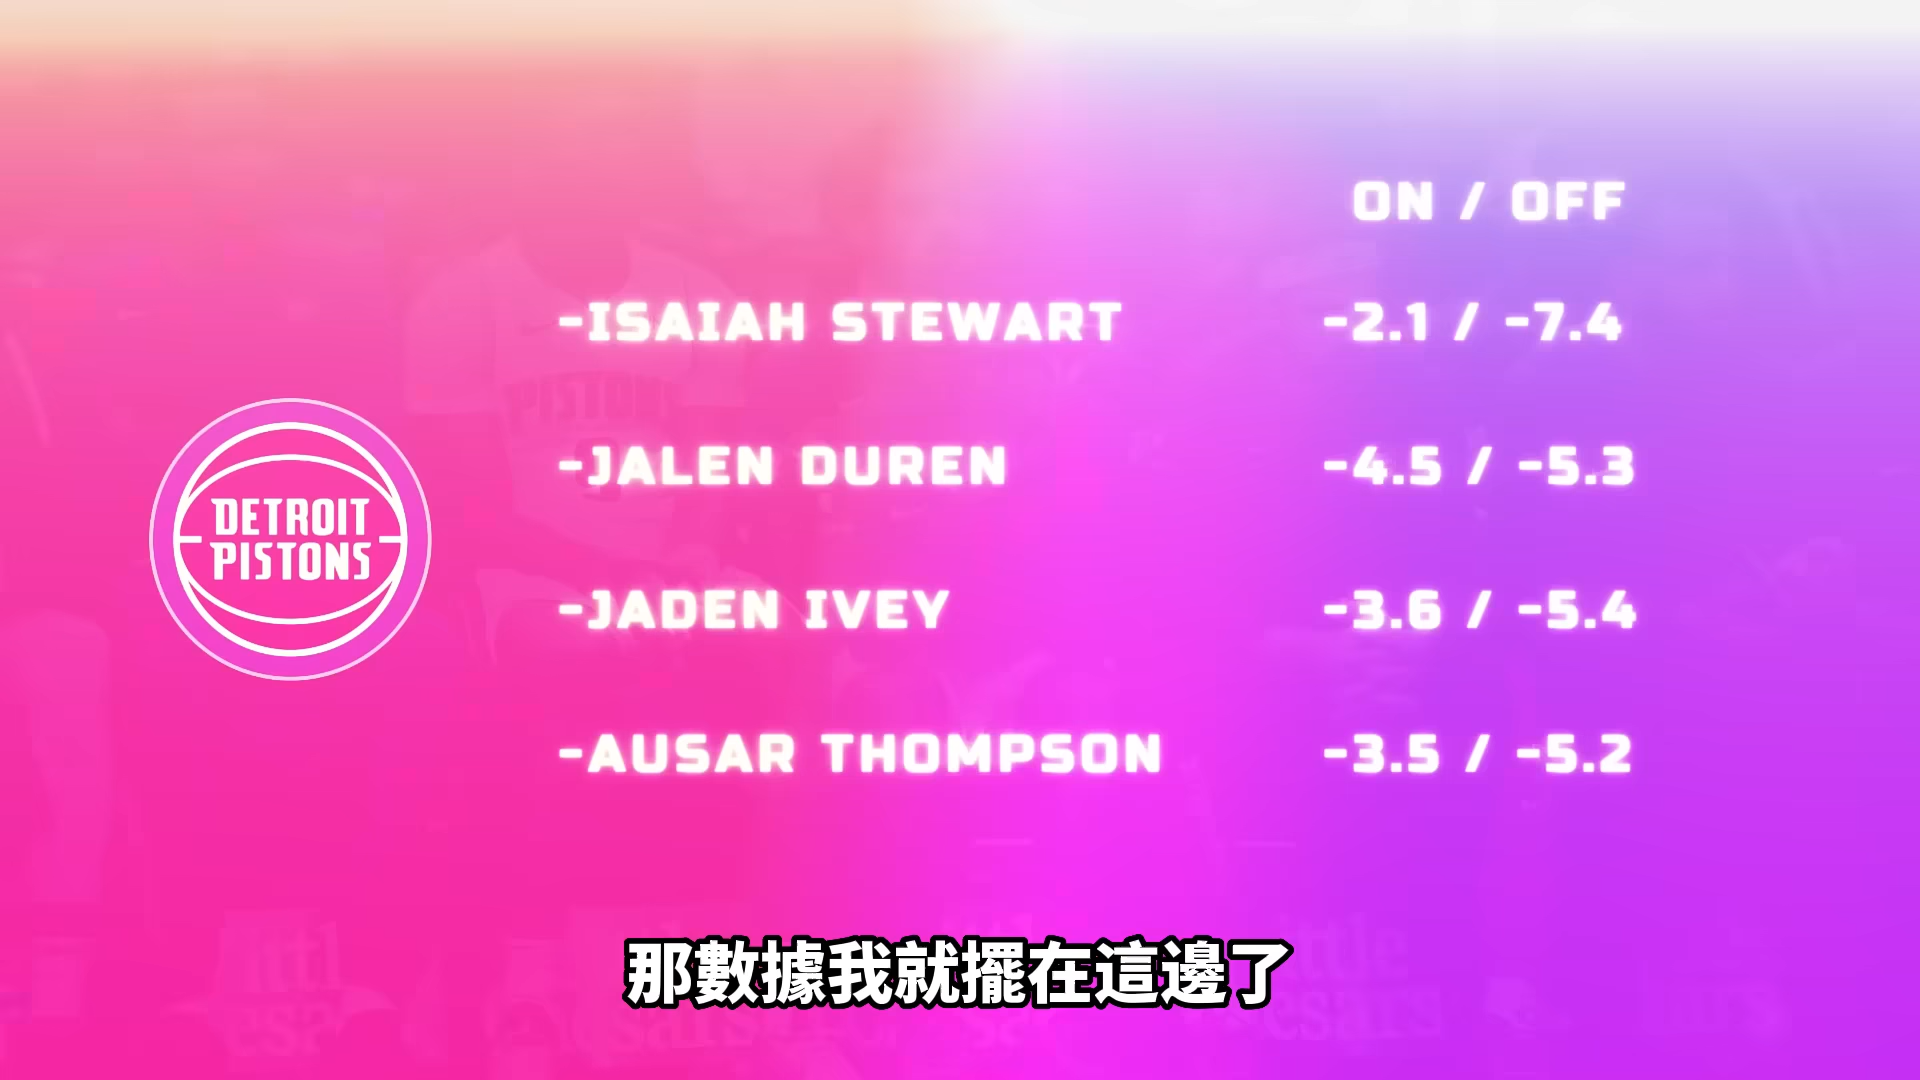 ON / OFF
-ISAIAH STEWART -2.1 / -7.4
-JALEN DUREN -4.5 / -5.3
DETROIT
PISTONS
-JADEN IVEY -3.6 / -5.4
-AUSAR THOMPSON -3.5 / -5.2
那數據我就擺在這邊了